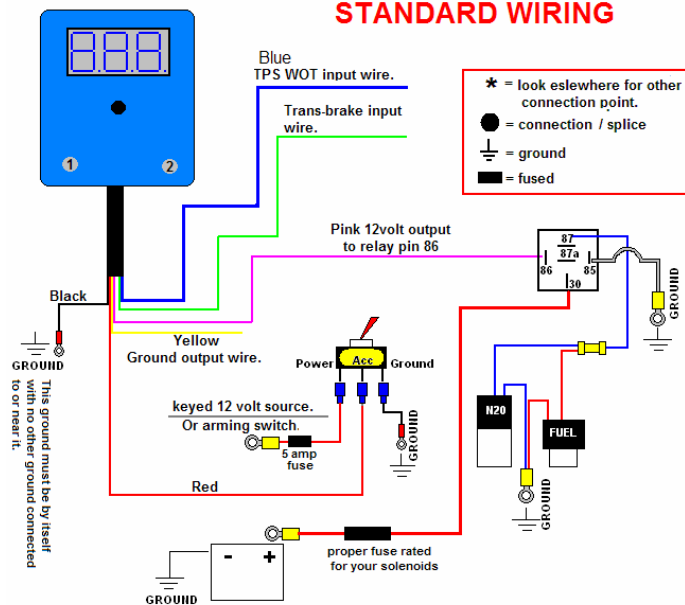 STANDARD WIRING
888
1
2
Blue
TPS WOT input wire.
Trans-brake input
wire.
* = look eslewhere for other
connection point.
= connection / splice
= ground
= fused
Pink 12volt output
to relay pin 86
87
87a
86
85
30
GROUND
Black
GROUND
This ground must be by itself
with no other ground connected
to or near it.
Yellow
Ground output wire.
Power
Acc
Ground
keyed 12 volt source.
Or arming switch.
5 amp
fuse
GROUND
Red
N20
FUEL
GROUND
- +
proper fuse rated
for your solenoids
GROUND